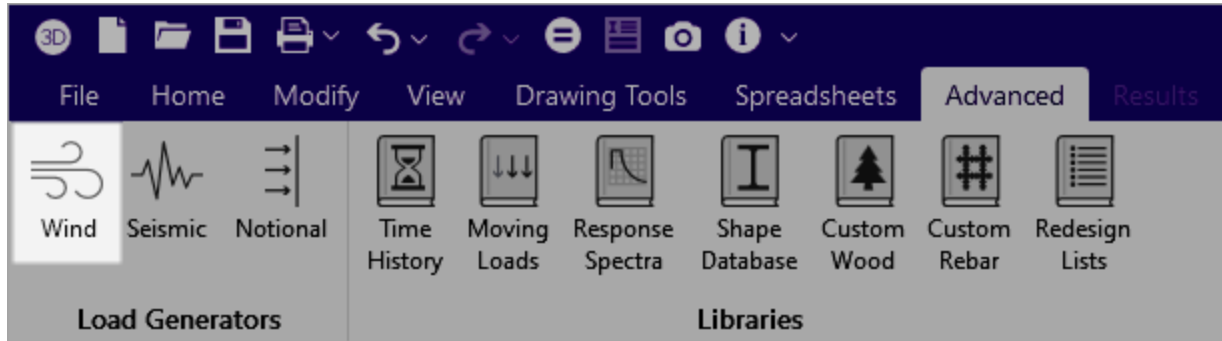 3D
File Home Modify View Drawing Tools Spreadsheets Advanced Results
Wind Seismic Notional Time History Moving Loads Response Spectra Shape Database Custom Wood Custom Rebar Redesign Lists
Load Generators Libraries